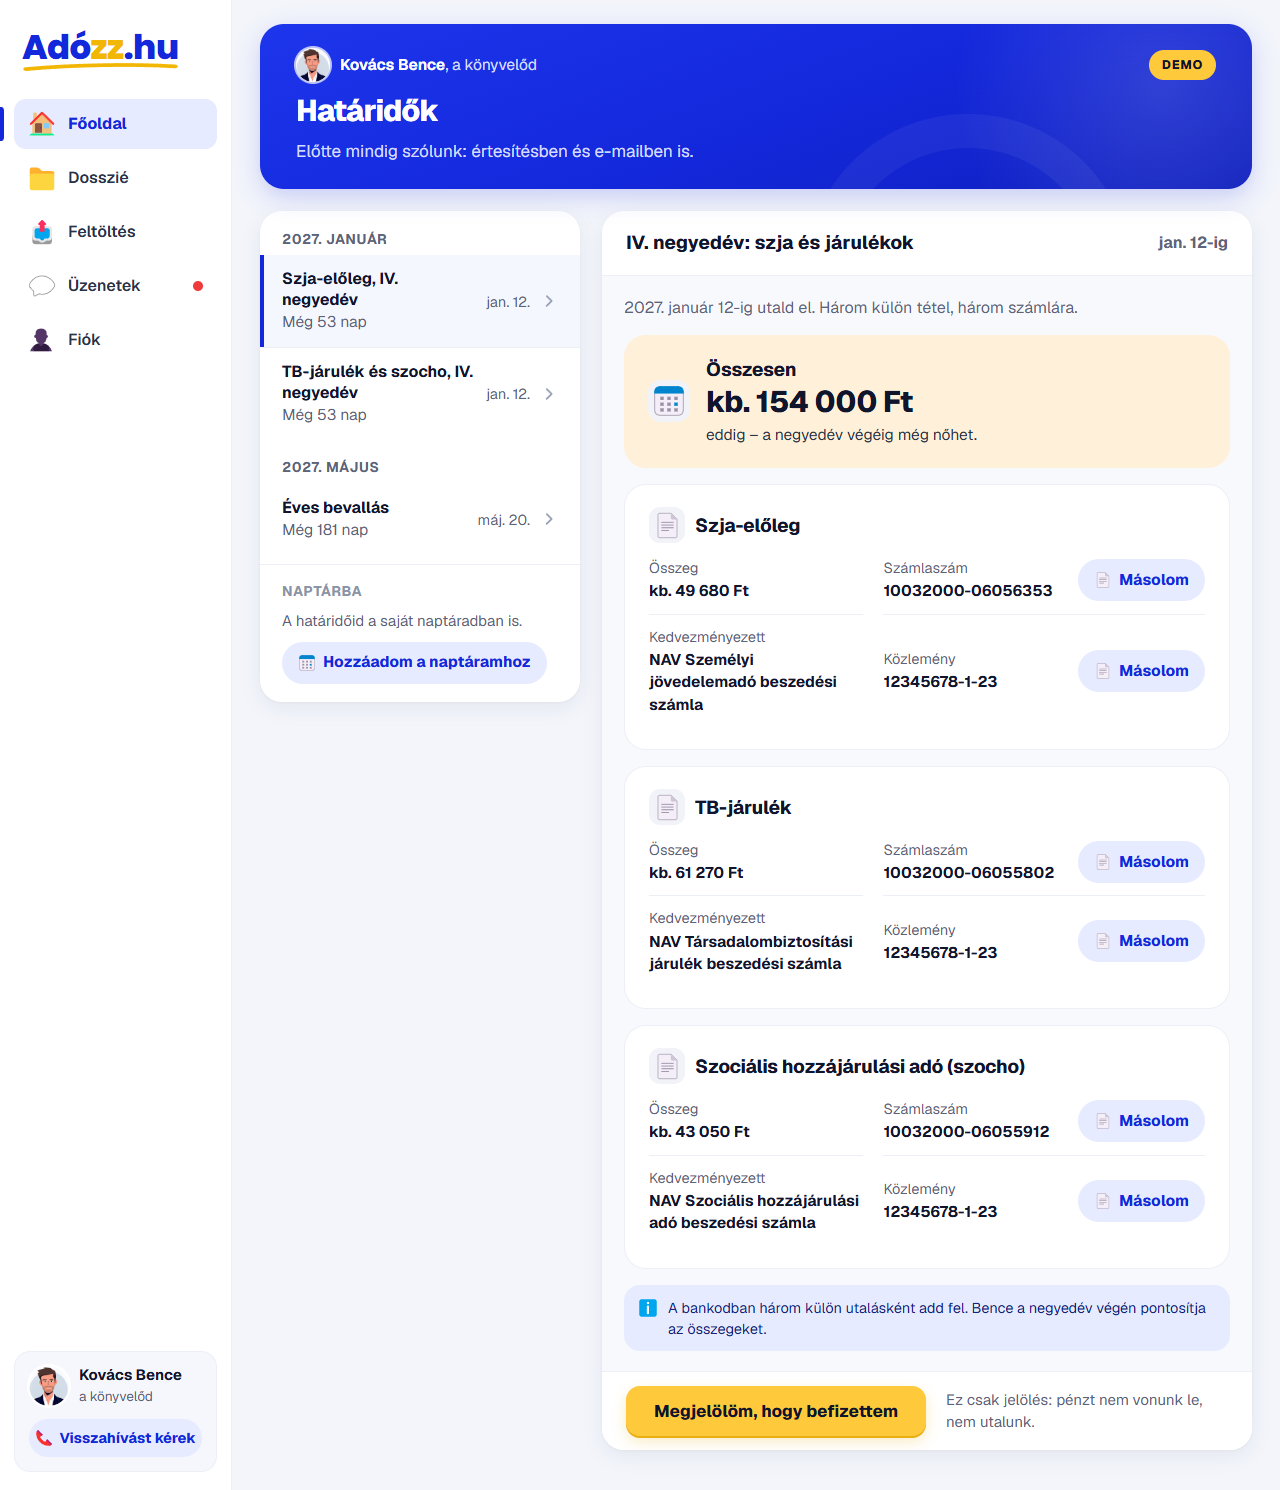 Adózz.hu
Főoldal
Dosszié
Feltöltés
Üzenetek
Fiók
Kovács Bence
a könyvelőd
Visszahívást kérek
Kovács Bence, a könyvelőd
DEMO
Határidők
Előtte mindig szólunk: értesítésben és e-mailben is.
2027. JANUÁR
Szja-előleg, IV.
negyedév
Még 53 nap
jan. 12.
TB-járulék és szocho, IV.
negyedév
Még 53 nap
jan. 12.
2027. MÁJUS
Éves bevallás
Még 181 nap
máj. 20.
NAPTÁRBA
A határidőid a saját naptáradban is.
Hozzáadom a naptáramhoz
IV. negyedév: szja és járulékok
jan. 12-ig
2027. január 12-ig utald el. Három külön tétel, három számlára.
Összesen
kb. 154 000 Ft
eddig – a negyedév végéig még nőhet.
Szja-előleg
Összeg
kb. 49 680 Ft
Számlaszám
10032000-06056353
Másolom
Kedvezményezett
NAV Személyi
jövedelemadó beszedési
számla
Közlemény
12345678-1-23
Másolom
TB-járulék
Összeg
kb. 61 270 Ft
Számlaszám
10032000-06055802
Másolom
Kedvezményezett
NAV Társadalombiztosítási
járulék beszedési számla
Közlemény
12345678-1-23
Másolom
Szociális hozzájárulási adó (szocho)
Összeg
kb. 43 050 Ft
Számlaszám
10032000-06055912
Másolom
Kedvezményezett
NAV Szociális hozzájárulási
adó beszedési számla
Közlemény
12345678-1-23
Másolom
A bankodban három külön utalásként add fel. Bence a negyedév végén pontosítja
az összegeket.
Megjelölöm, hogy befizettem
Ez csak jelölés: pénzt nem vonunk le,
nem utalunk.